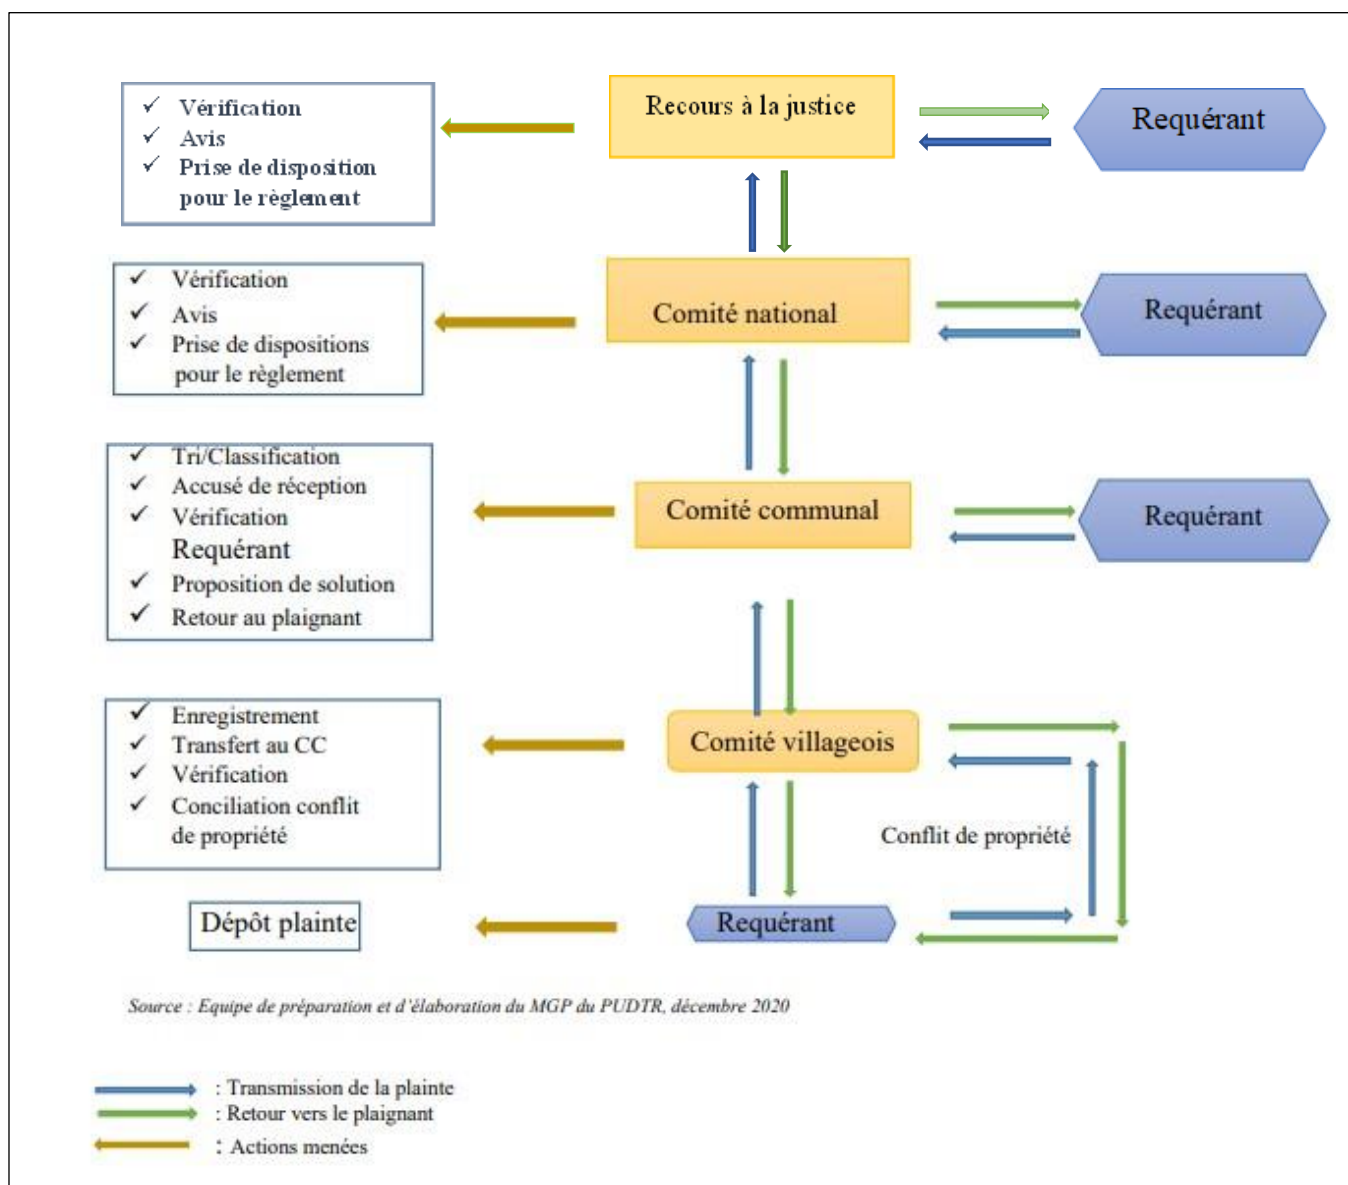 ✓ Vérification
✓ Avis
✓ Prise de disposition
pour le règlement
Recours à la justice
Requérant
✓ Vérification
✓ Avis
✓ Prise de dispositions
pour le règlement
Comité national
Requérant
✓ Tri/Classification
✓ Accusé de réception
✓ Vérification
Requérant
✓ Proposition de solution
✓ Retour au plaignant
Comité communal
Requérant
✓ Enregistrement
✓ Transfert au CC
✓ Vérification
✓ Conciliation conflit
de propriété
Comité villageois
Conflit de propriété
Dépôt plainte
Requérant
Source : Equipe de préparation et d'élaboration du MGP du PUDTR, décembre 2020
: Transmission de la plainte
: Retour vers le plaignant
: Actions menées